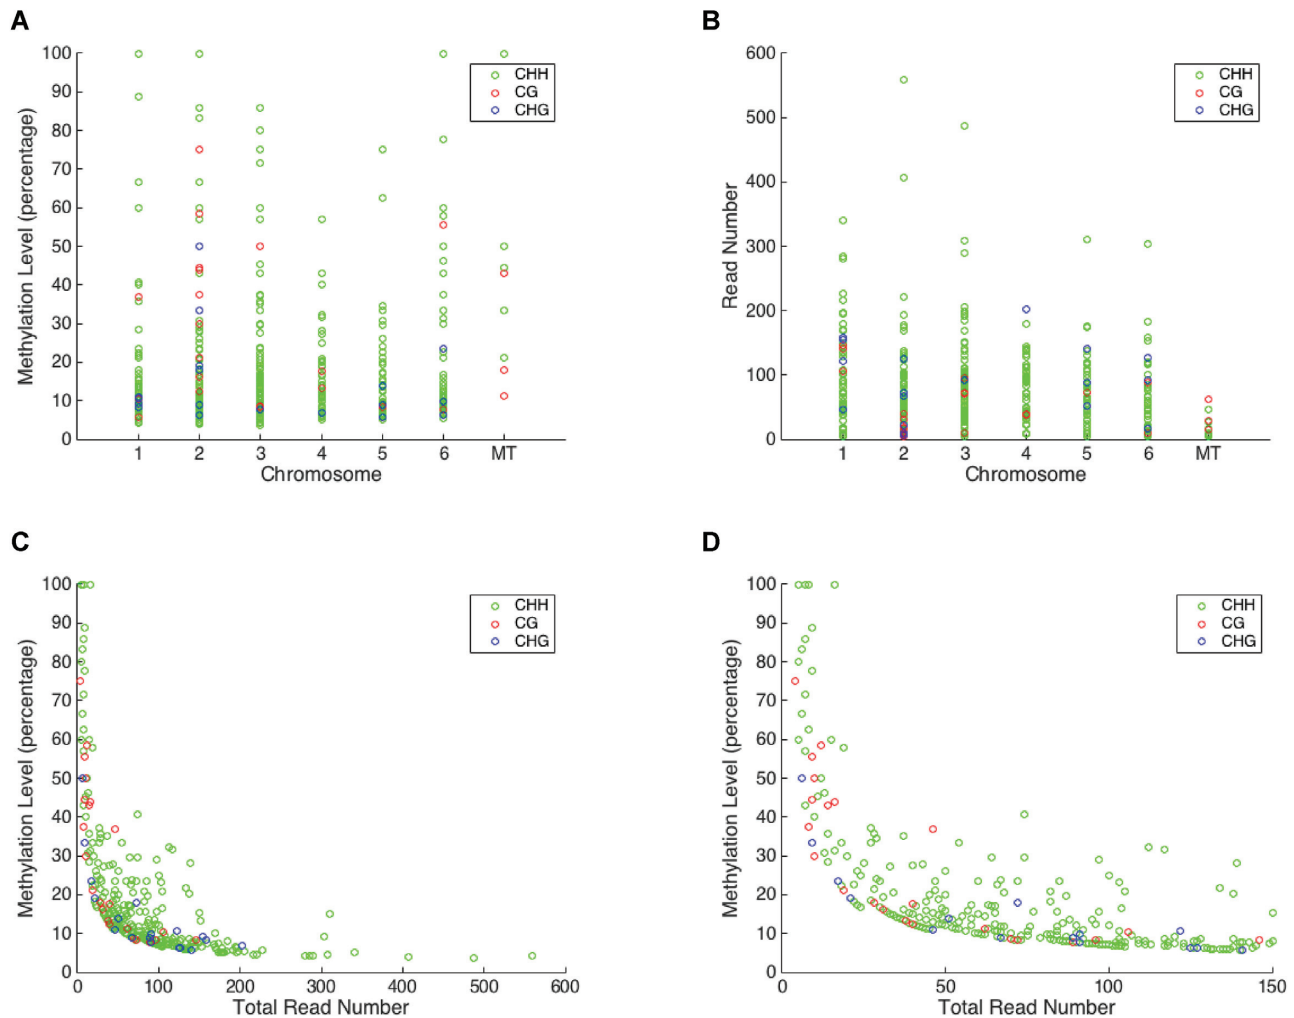 A
B
100
90
80
70
60
50
40
30
20
10
0
Methylation Level (percentage)
CHH
CG
CHG
1 2 3 4 5 6 MT
Chromosome
600
500
400
300
200
100
0
Read Number
CHH
CG
CHG
1 2 3 4 5 6 MT
Chromosome
C
D
100
90
80
70
60
50
40
30
20
10
0
Methylation Level (percentage)
CHH
CG
CHG
0 100 200 300 400 500 600
Total Read Number
100
90
80
70
60
50
40
30
20
10
0
Methylation Level (percentage)
CHH
CG
CHG
0 50 100 150
Total Read Number